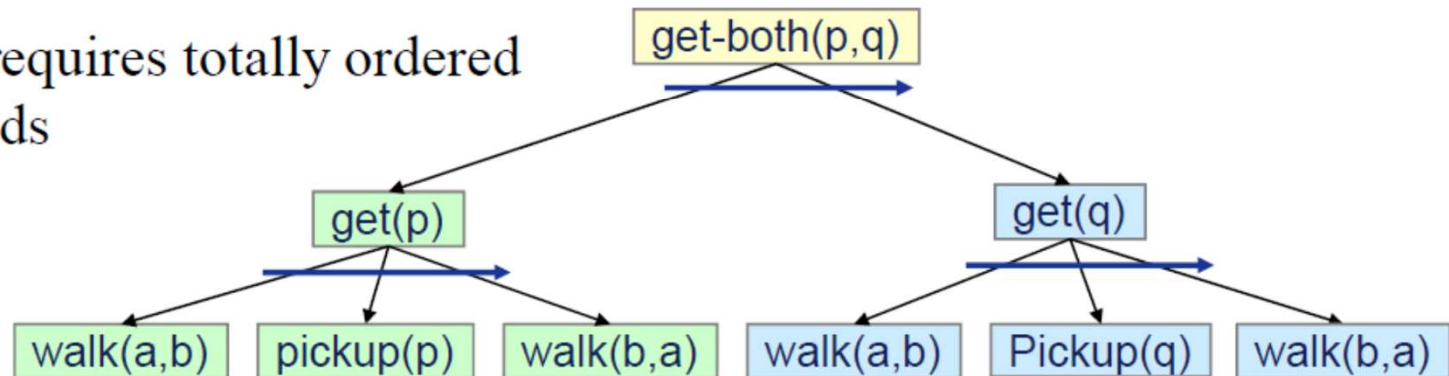 requires totally ordered
ds
get-both(p,q)
get(p)
get(q)
walk(a,b) pickup(p) walk(b,a) walk(a,b) Pickup(q) walk(b,a)